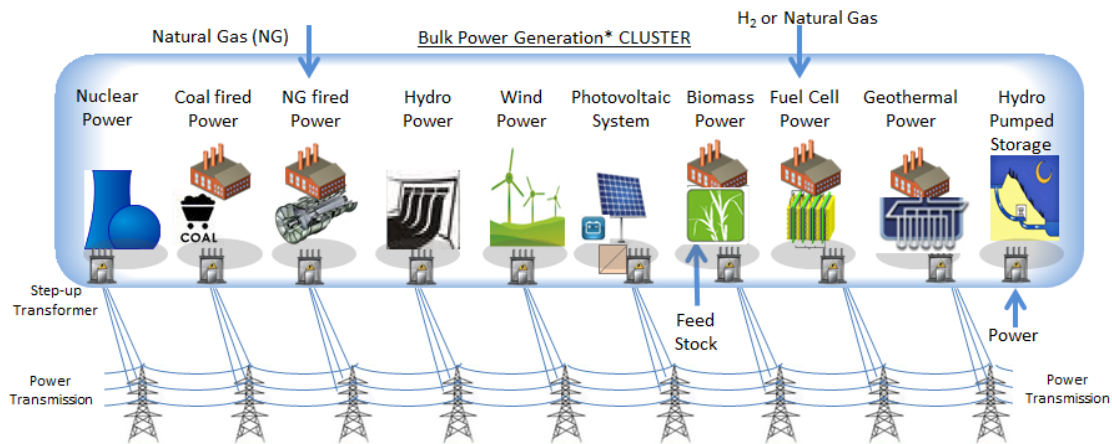 Natural Gas (NG)
Bulk Power Generation* CLUSTER
H₂ or Natural Gas
Nuclear
Power
Coal fired
Power
NG fired
Power
Hydro
Power
Wind
Power
Photovoltaic
System
Biomass
Power
Fuel Cell
Power
Geothermal
Power
Hydro
Pumped
Storage
COAL
Step-up
Transformer
Feed
Stock
Power
Power
Transmission
Power
Transmission